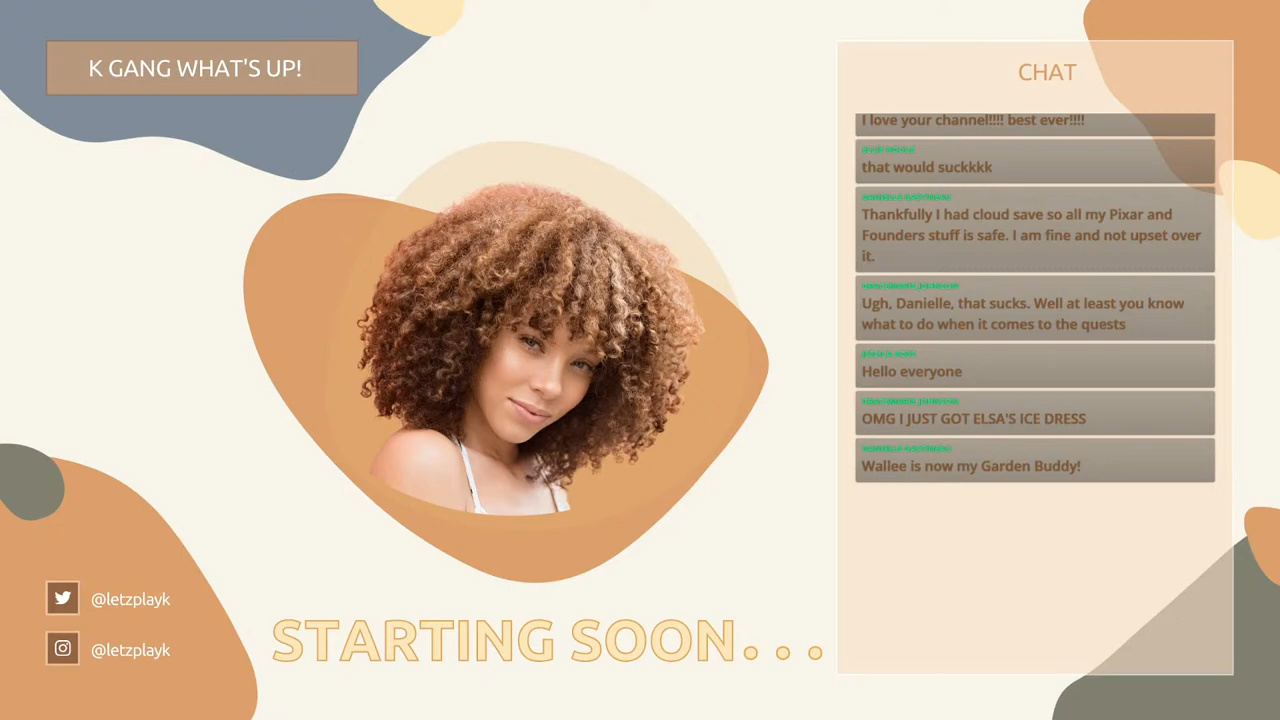 K GANG WHAT'S UP!
CHAT
I love your channel!!!! best ever!!!!
that would suckkkk
Thankfully I had cloud save so all my Pixar and
Founders stuff is safe. I am fine and not upset over
it.
Ugh, Danielle, that sucks. Well at least you know
what to do when it comes to the quests
Hello everyone
OMG I JUST GOT ELSA'S ICE DRESS
Wallee is now my Garden Buddy!
@letzplayk
@letzplayk
STARTING SOON...